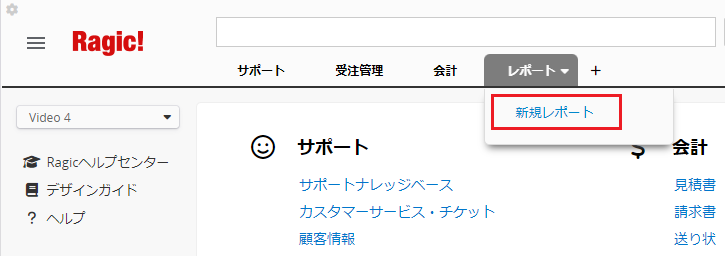 Ragic!
サポート 受注管理 会計 レポート +
新規レポート
Video 4
Ragicヘルプセンター
デザインガイド
? ヘルプ
サポート
サポートナレッジベース
カスタマーサービス・チケット
顧客情報
$ 会計
見積書
請求書
送り状